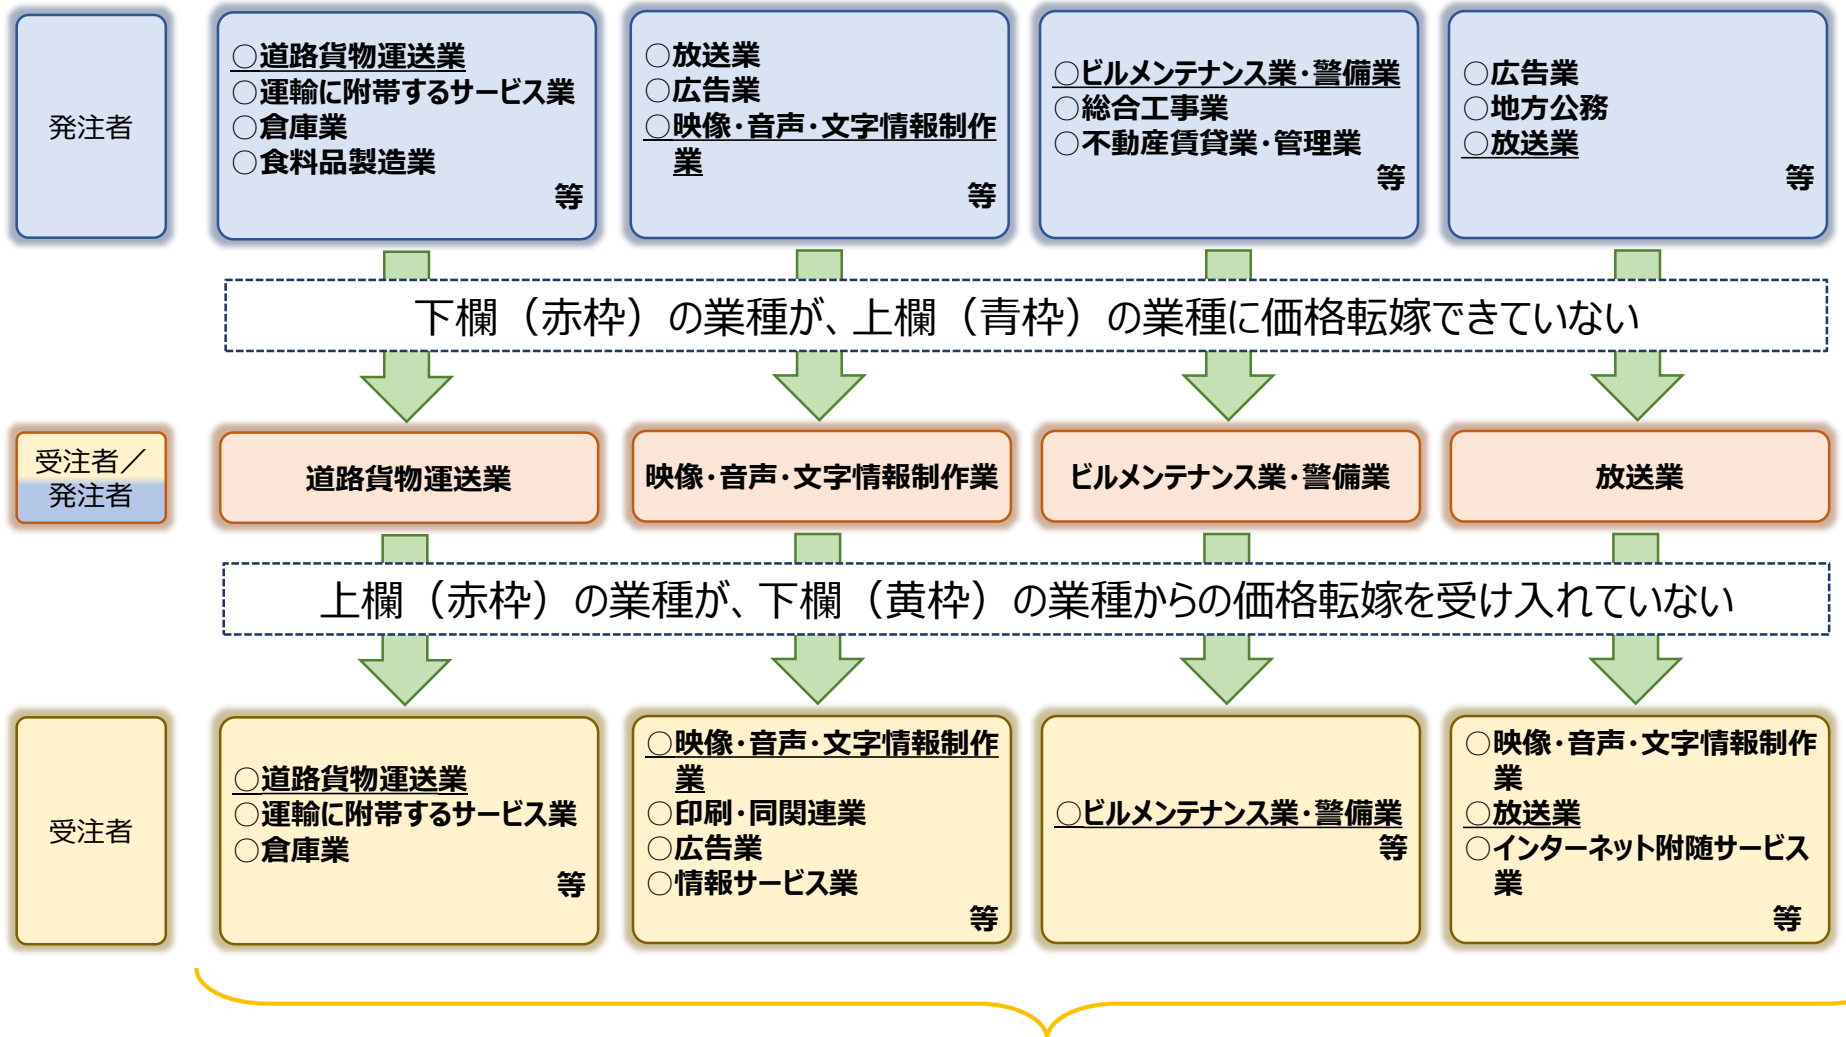 発注者
○道路貨物運送業
○運輸に附帯するサービス業
○倉庫業
○食料品製造業
等
○放送業
○広告業
○映像・音声・文字情報制作
業
等
○ビルメンテナンス業・警備業
○総合工事業
○不動産賃貸業・管理業
等
○広告業
○地方公務
○放送業
等
下欄（赤枠）の業種が、上欄（青枠）の業種に価格転嫁できていない
受注者／
発注者
道路貨物運送業
映像・音声・文字情報制作業
ビルメンテナンス業・警備業
放送業
上欄（赤枠）の業種が、下欄（黄枠）の業種からの価格転嫁を受け入れていない
受注者
○道路貨物運送業
○運輸に附帯するサービス業
○倉庫業
等
○映像・音声・文字情報制作
業
○印刷・同関連業
○広告業
○情報サービス業
等
○ビルメンテナンス業・警備業
等
○映像・音声・文字情報制作
業
○放送業
○インターネット附随サービス
業
等